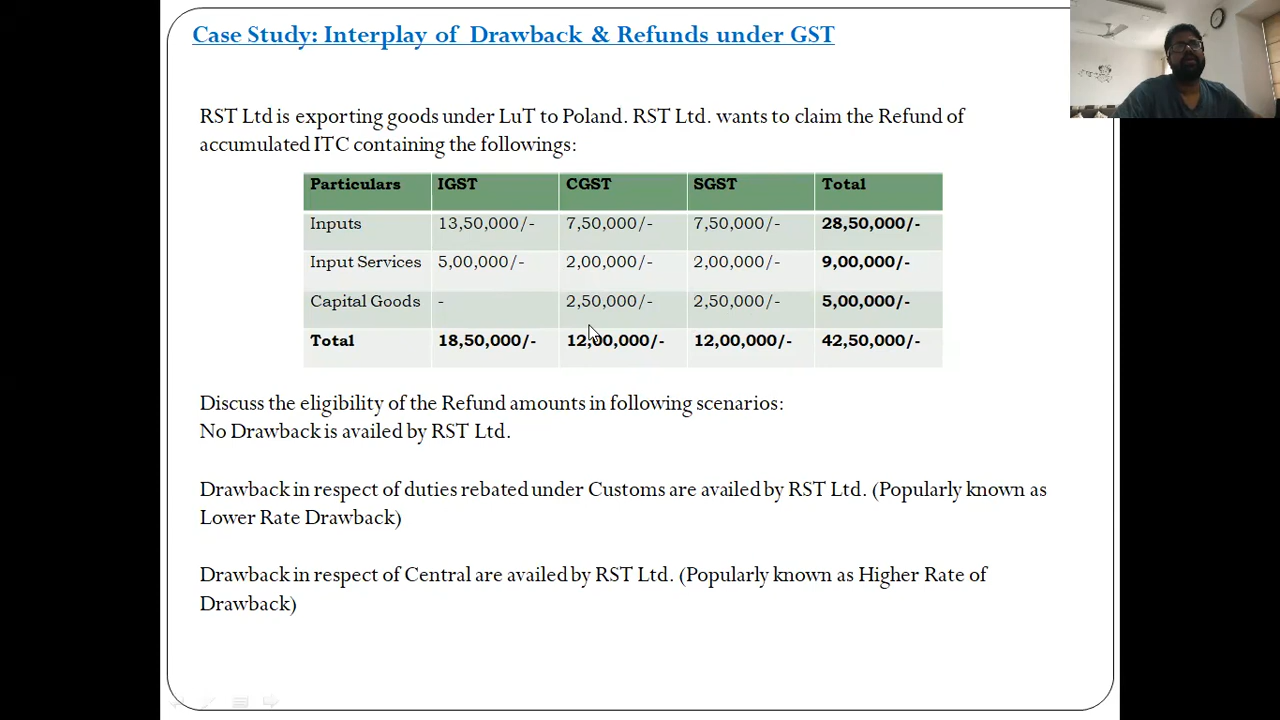 Case Study: Interplay of Drawback & Refunds under GST
RST Ltd is exporting goods under LuT to Poland. RST Ltd. wants to claim the Refund of
accumulated ITC containing the followings:
Particulars IGST CGST SGST Total
Inputs 13,50,000/- 7,50,000/- 7,50,000/- 28,50,000/-
Input Services 5,00,000/- 2,00,000/- 2,00,000/- 9,00,000/-
Capital Goods - 2,50,000/- 2,50,000/- 5,00,000/-
Total 18,50,000/- 12,00,000/- 12,00,000/- 42,50,000/-
Discuss the eligibility of the Refund amounts in following scenarios:
No Drawback is availed by RST Ltd.
Drawback in respect of duties rebated under Customs are availed by RST Ltd. (Popularly known as
Lower Rate Drawback)
Drawback in respect of Central are availed by RST Ltd. (Popularly known as Higher Rate of
Drawback)